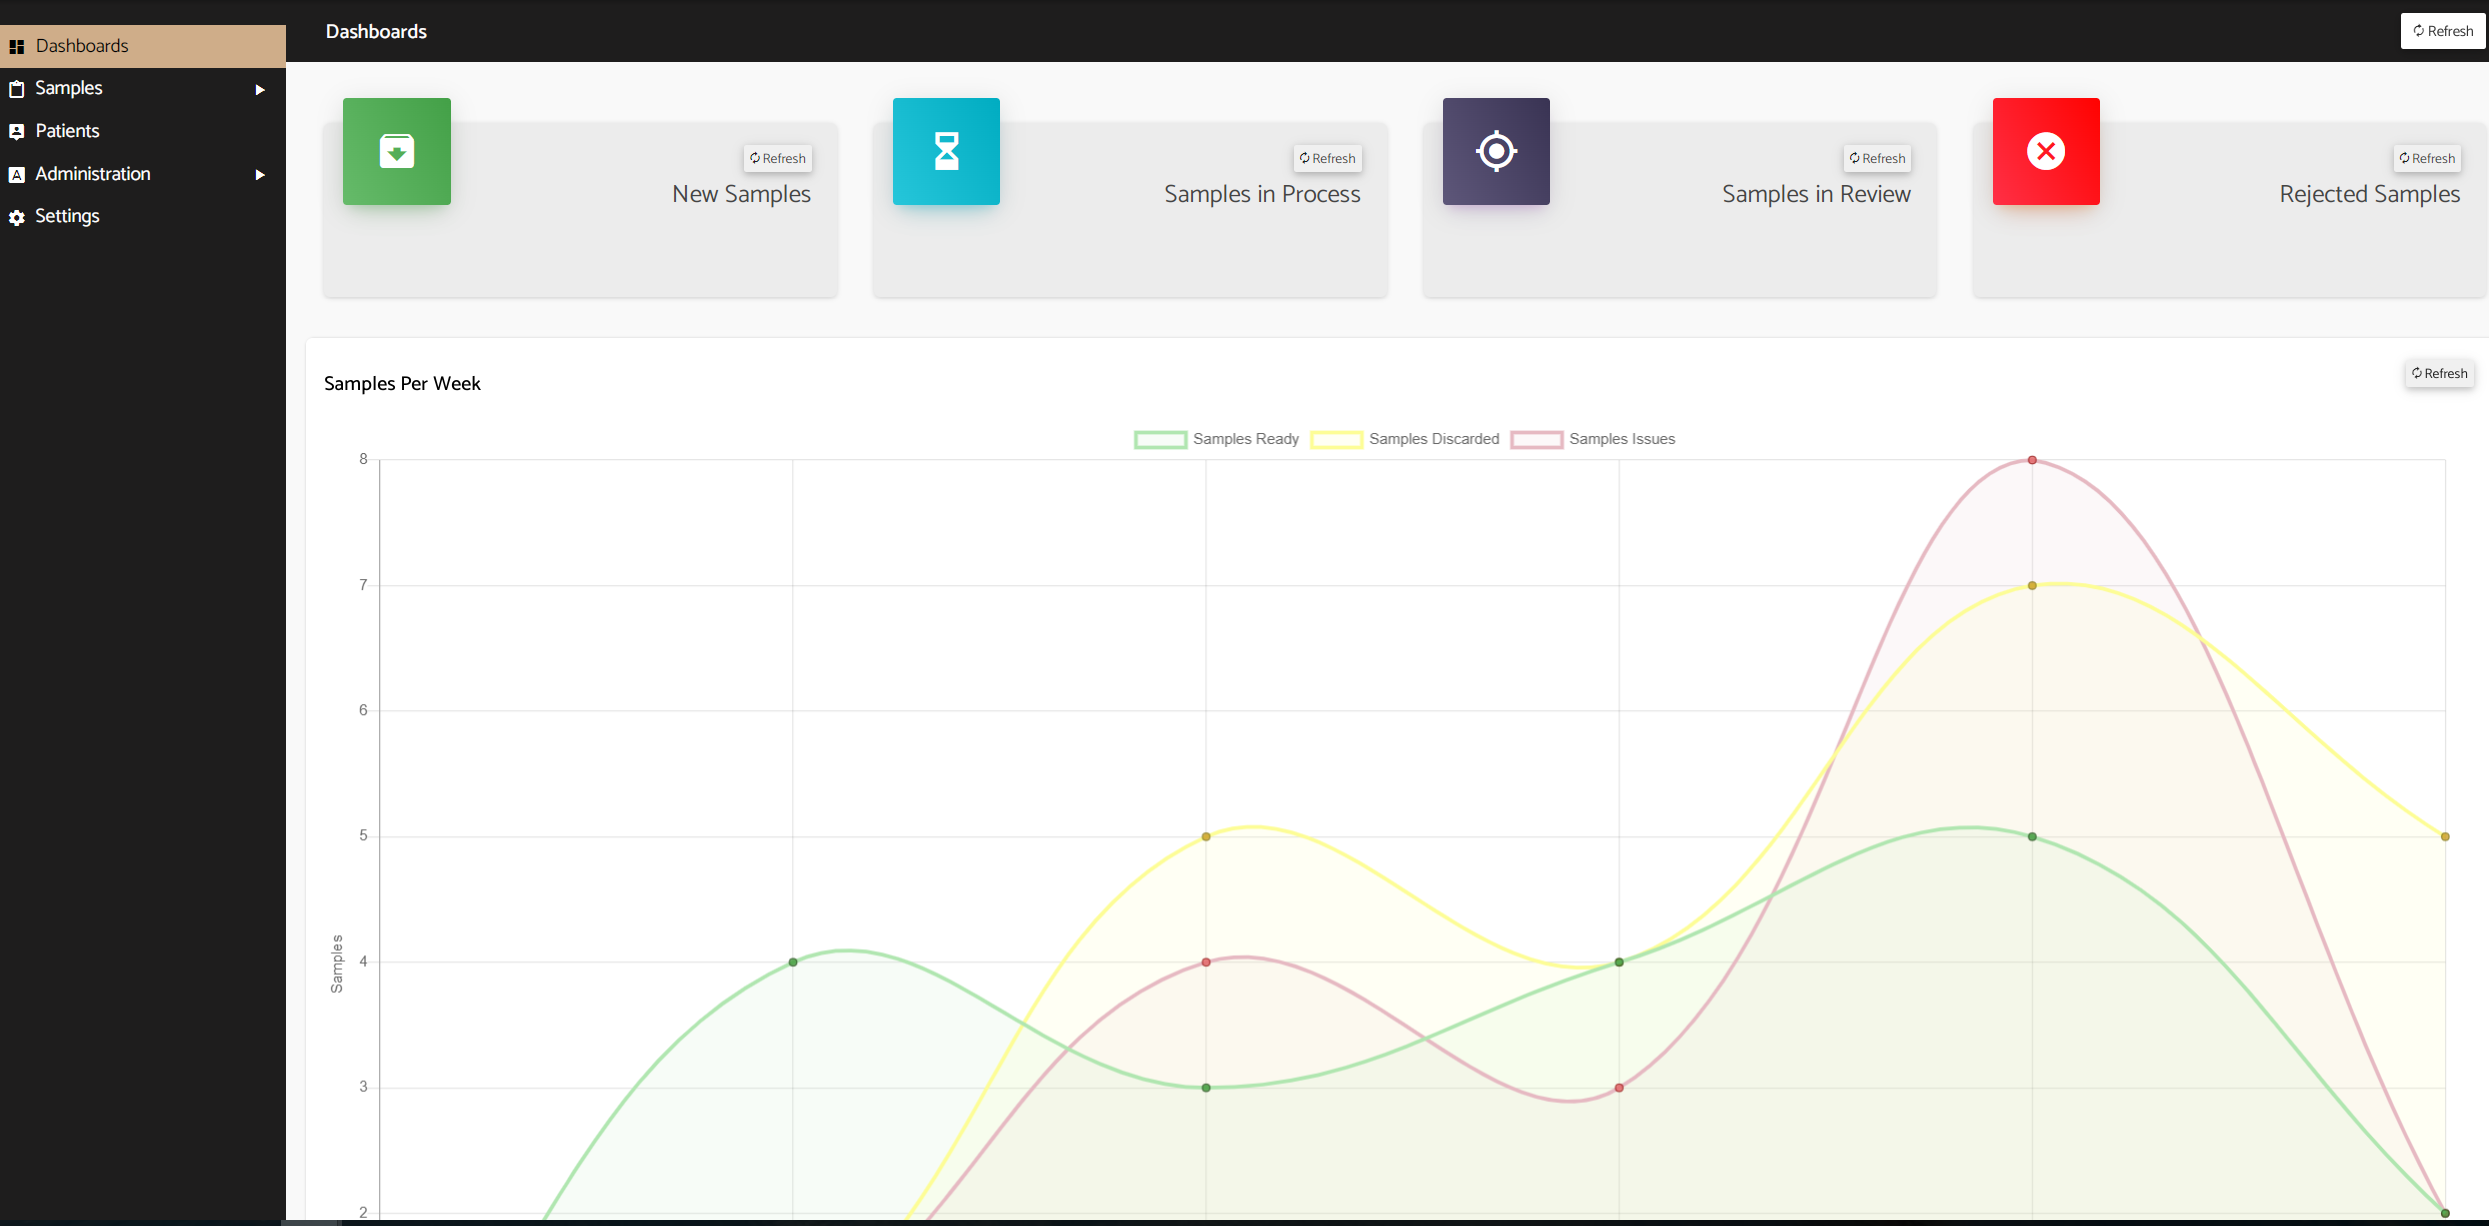 Dashboards
Samples
Patients
Administration
Settings
Dashboards
Refresh
Refresh
New Samples
Refresh
Samples in Process
Refresh
Samples in Review
Refresh
Rejected Samples
Samples Per Week
Refresh
Samples Ready
Samples Discarded
Samples Issues
8
7
6
5
4
3
2
Samples